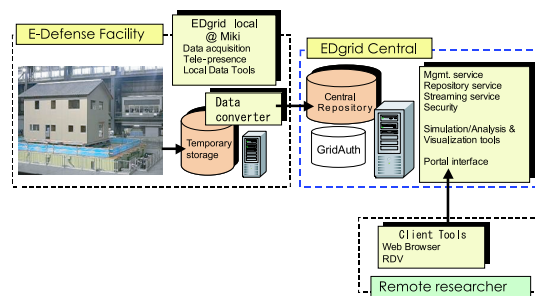 E-Defense Facility
EDgrid local
@ Miki
Data acquisition
Tele-presence
Local Data Tools
Data
converter
Temporary
storage
EDgrid Central
Central
Repository
GridAuth
Mgmt. service
Repository service
Streaming service
Security
Simulation/Analysis &
Visualization tools
Portal interface
Client Tools
Web Browser
RDV
Remote researcher